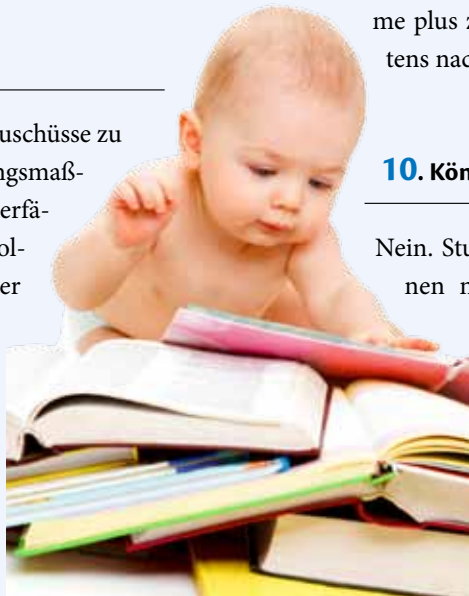 uschüsse zu
ngsmaß-
erfä-
ol-
er
me plus z
tens nac
10. Kön
Nein. Stu
nen n